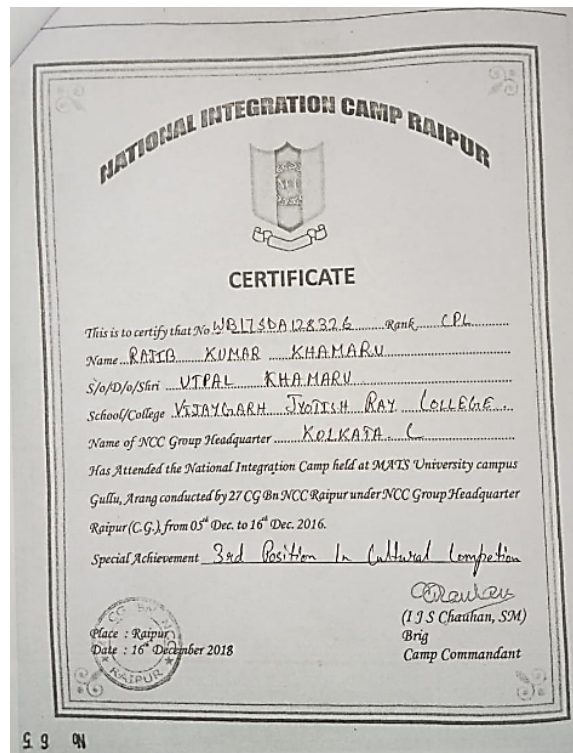 NATIONAL INTEGRATION CAMP RAIPUR
CERTIFICATE
This is to certify that No WB17SDA128326 Rank CPL
Name RAJIB KUMAR KHAMARU
S/o/D/o/Shri UTPAL KHAMARU
School/College VIJAYGARH JYOTISH RAY COLLEGE
Name of NCC Group Headquarter KOLKATA C
Has Attended the National Integration Camp held at MATS University campus
Gullu, Arang conducted by 27 CG Bn NCC Raipur under NCC Group Headquarter
Raipur (C.G.), from 05th Dec. to 16th Dec. 2016.
Special Achievement 3rd Position In Cultural Competion
(I J S Chauhan, SM)
Place : Raipur
Brig
Date : 16th December 2018
Camp Commandant
RAIPUR